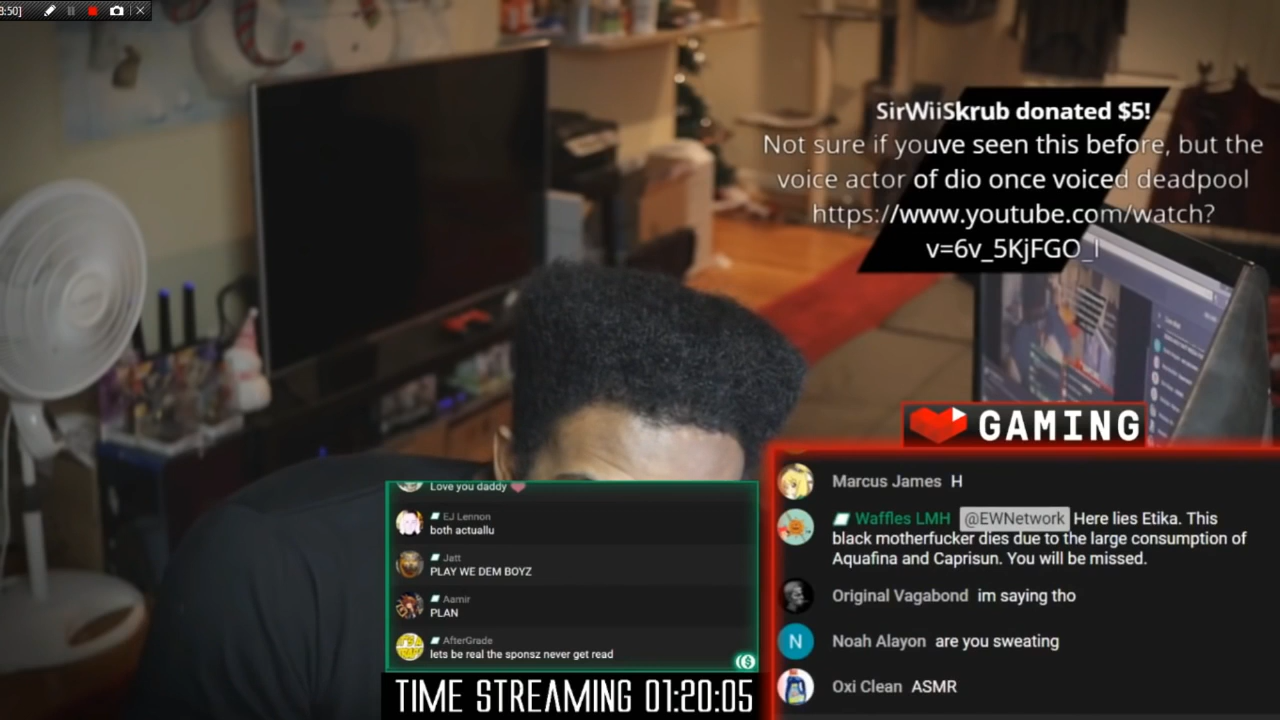 3:50]
SirWiiSkrub donated $5!
Not sure if youve seen this before, but the
voice actor of dio once voiced deadpool
https://www.youtube.com/watch?
v=6v_5KjFGO_I
GAMING
Marcus James H
Waffles LMH @EWNetwork Here lies Etika. This
black motherfucker dies due to the large consumption of
Aquafina and Caprisun. You will be missed.
Original Vagabond im saying tho
N Noah Alayon are you sweating
Oxi Clean ASMR
Love you daddy
EJ Lennon
both actuallu
Jatt
PLAY WE DEM BOYZ
Aamir
PLAN
AfterGrade
lets be real the sponsz never get read
TIME STREAMING 01:20:05